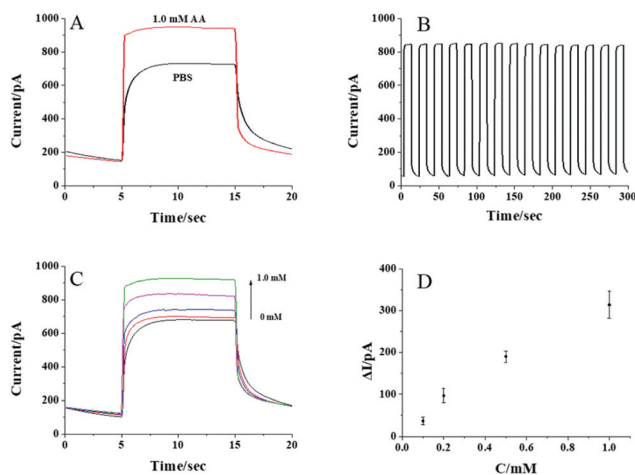 A
1.0 mM AA
PBS
Current/pA
1000
800
600
400
200
0
0
5
10
15
20
Time/sec
B
Current/pA
1000
800
600
400
200
0
0
50
100
150
200
250
300
Time/sec
C
1.0 mM
0 mM
Current/pA
1000
800
600
400
200
0
0
5
10
15
20
Time/sec
D
ΔI/pA
400
300
200
100
0
0.2
0.4
0.6
0.8
1.0
C/mM